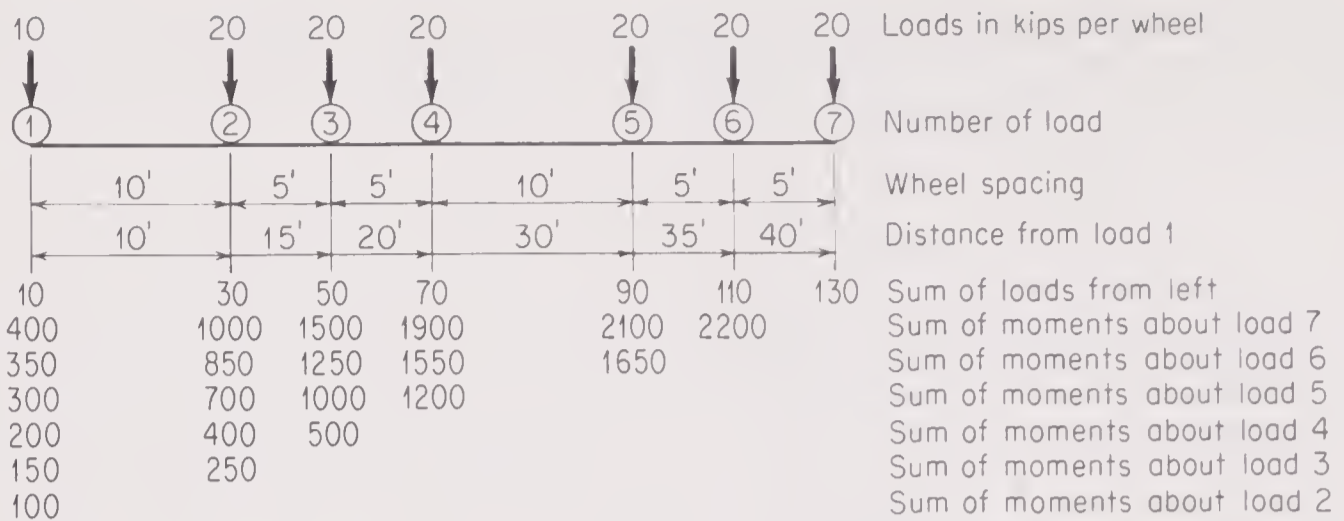 10 20 20 20 20 20 20 Loads in kips per wheel
1 2 3 4 5 6 7 Number of load
10' 5' 5' 10' 5' 5' Wheel spacing
10' 15' 20' 30' 35' 40' Distance from load 1
10 30 50 70 90 110 130 Sum of loads from left
400 1000 1500 1900 2100 2200 Sum of moments about load 7
350 850 1250 1550 1650 Sum of moments about load 6
300 700 1000 1200 Sum of moments about load 5
200 400 500 Sum of moments about load 4
150 250 Sum of moments about load 3
100 Sum of moments about load 2